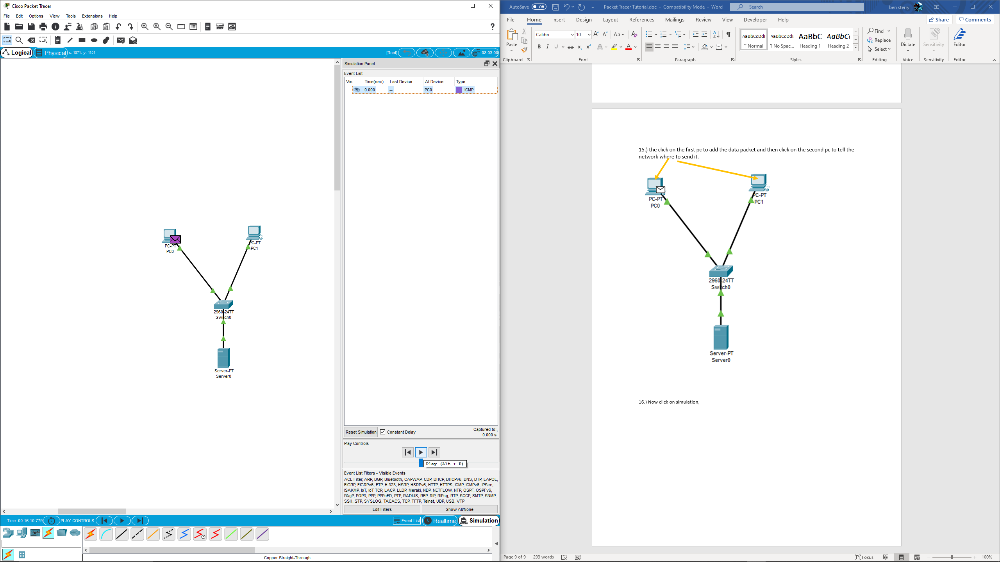 Cisco Packet Tracer
File Edit Options View Tools Extensions Help
Logical Physical x: 1871, y: 1151 [Root] 08:03:00
Simulation Panel
Event List
Vis. Time(sec) Last Device At Device Type
0.000 -- PC0 ICMP
PC-PT
PC0
PC-PT
PC1
2960-24TT
Switch0
Server-PT
Server0
Reset Simulation Constant Delay Captured to:
0.000 s
Play Controls
Play (Alt + P)
Event List Filters - Visible Events
ACL Filter, ARP, BGP, Bluetooth, CAPWAP, CDP, DHCP, DHCPv6, DNS, DTP, EAPOL,
EIGRP, EIGRPv6, FTP, H.323, HSRP, HSRPv6, HTTP, HTTPS, ICMP, ICMPv6, IPSec,
ISAKMP, IoT, IoT TCP, LACP, LLDP, Meraki, NDP, NETFLOW, NTP, OSPF, OSPFv6,
PAgP, POP3, PPP, PPPoED, PTP, RADIUS, REP, RIP, RIPng, RTP, SCCP, SMTP, SNMP,
SSH, STP, SYSLOG, TACACS, TCP, TFTP, Telnet, UDP, USB, VTP
Edit Filters Show All/None
Time: 00:16:10.779 PLAY CONTROLS: Event List Realtime Simulation
Copper Straight-Through
AutoSave Off Packet Tracer Tutorial.doc - Compatibility Mode - Word Search ben sterry
File Home Insert Design Layout References Mailings Review View Developer Help Share Comments
Paste
Calibri 10
AaBbCcDdE AaBbCcDdE AaBbC AaBbCc
¶ Normal ¶ No Spac... Heading 1 Heading 2
Find
Replace
Select
Dictate Sensitivity Editor
Clipboard Font Paragraph Styles Editing Voice Sensitivity Editor
15.) the click on the first pc to add the data packet and then click on the second pc to tell the
network where to send it.
PC-PT
PC0
PC-PT
PC1
2960-24TT
Switch0
Server-PT
Server0
16.) Now click on simulation,
Page 9 of 9 293 words Focus 100%